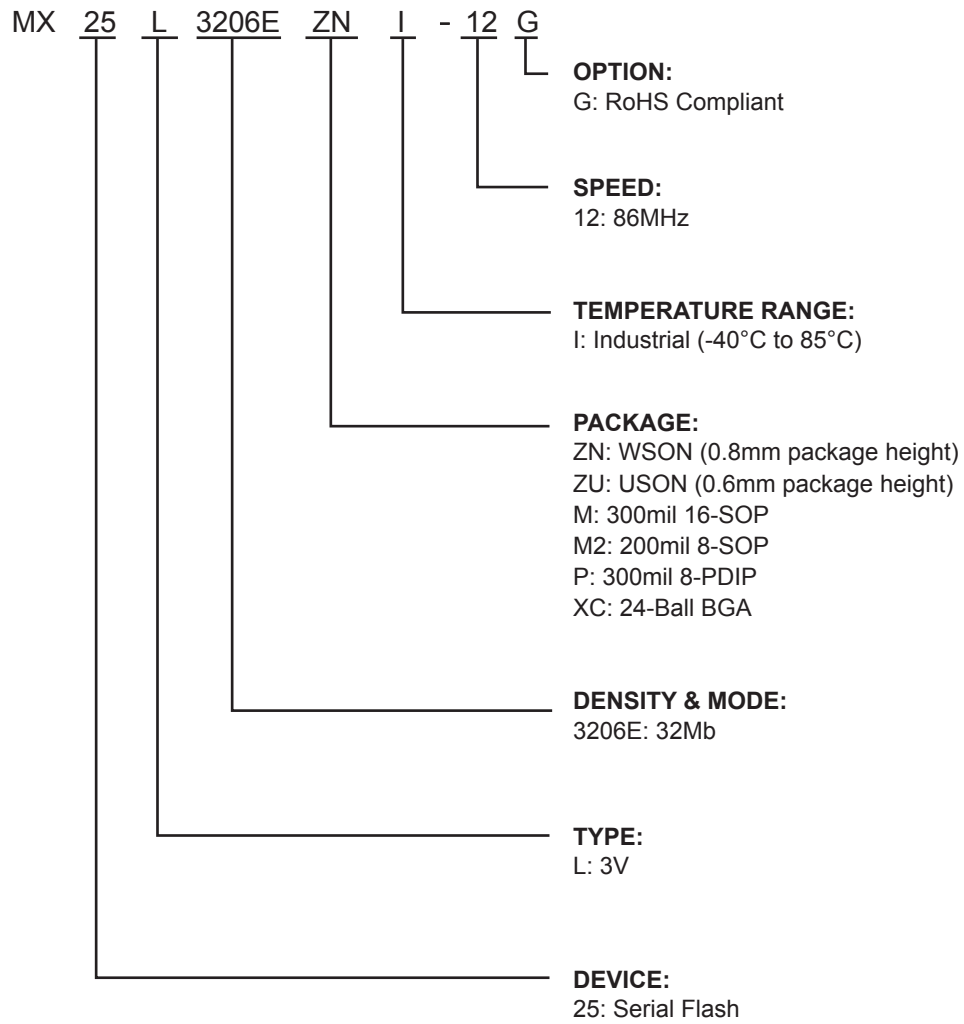 MX 25 L 3206E ZN I - 12 G
OPTION:
G: RoHS Compliant
SPEED:
12: 86MHz
TEMPERATURE RANGE:
I: Industrial (-40°C to 85°C)
PACKAGE:
ZN: WSON (0.8mm package height)
ZU: USON (0.6mm package height)
M: 300mil 16-SOP
M2: 200mil 8-SOP
P: 300mil 8-PDIP
XC: 24-Ball BGA
DENSITY & MODE:
3206E: 32Mb
TYPE:
L: 3V
DEVICE:
25: Serial Flash